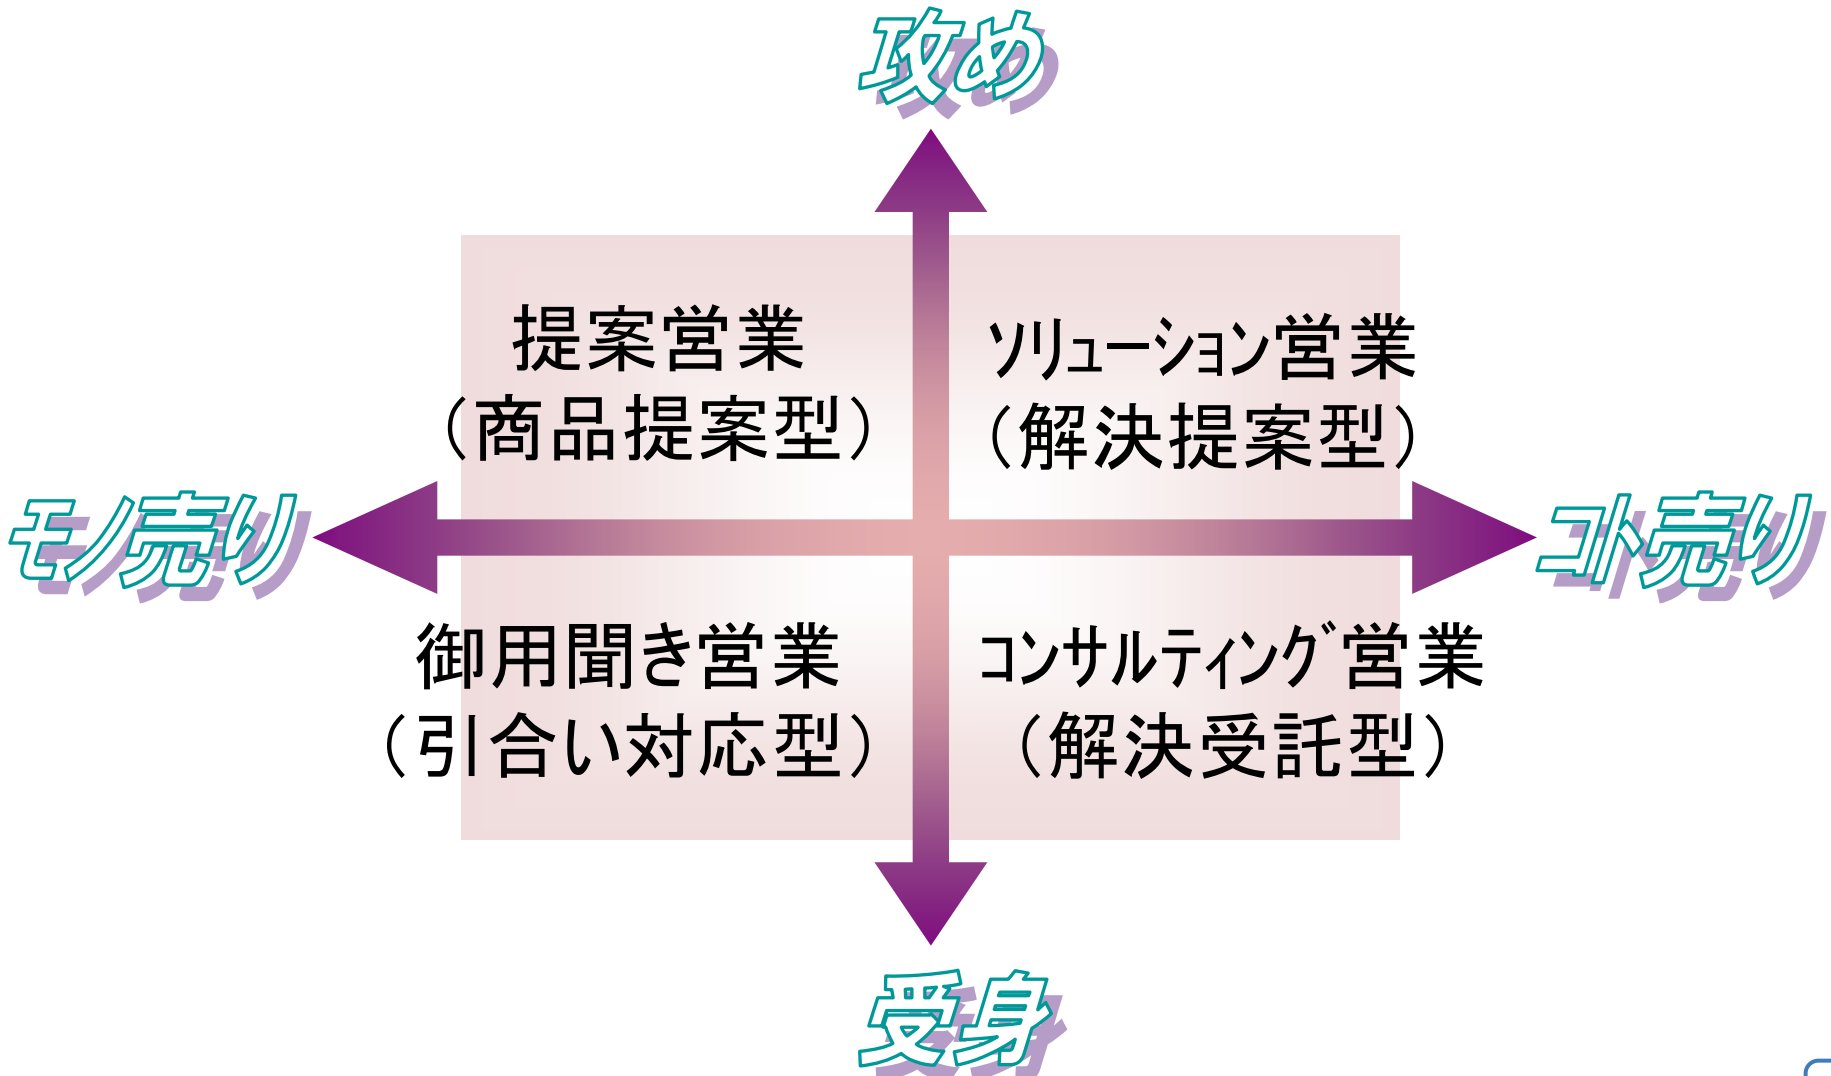 攻め
提案営業
（商品提案型）
ｿﾘｭｰｼｮﾝ営業
（解決提案型）
ﾓﾉ売り
ｺﾄ売り
御用聞き営業
（引合い対応型）
ｺﾝｻﾙﾃｨﾝｸﾞ営業
（解決受託型）
受身